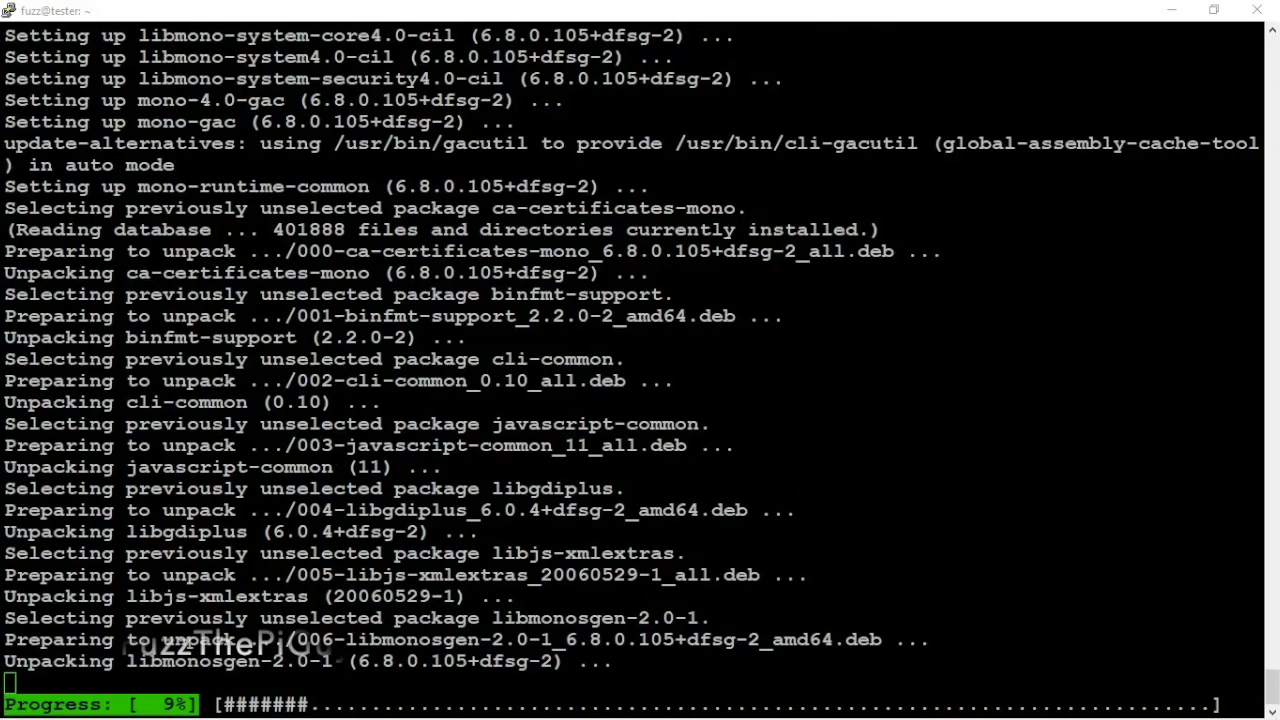 fuzz@tester: ~
Setting up libmono-system-core4.0-cil (6.8.0.105+dfsg-2) ...
Setting up libmono-system4.0-cil (6.8.0.105+dfsg-2) ...
Setting up libmono-system-security4.0-cil (6.8.0.105+dfsg-2) ...
Setting up mono-4.0-gac (6.8.0.105+dfsg-2) ...
Setting up mono-gac (6.8.0.105+dfsg-2) ...
update-alternatives: using /usr/bin/gacutil to provide /usr/bin/cli-gacutil (global-assembly-cache-tool
) in auto mode
Setting up mono-runtime-common (6.8.0.105+dfsg-2) ...
Selecting previously unselected package ca-certificates-mono.
(Reading database ... 401888 files and directories currently installed.)
Preparing to unpack .../000-ca-certificates-mono_6.8.0.105+dfsg-2_all.deb ...
Unpacking ca-certificates-mono (6.8.0.105+dfsg-2) ...
Selecting previously unselected package binfmt-support.
Preparing to unpack .../001-binfmt-support_2.2.0-2_amd64.deb ...
Unpacking binfmt-support (2.2.0-2) ...
Selecting previously unselected package cli-common.
Preparing to unpack .../002-cli-common_0.10_all.deb ...
Unpacking cli-common (0.10) ...
Selecting previously unselected package javascript-common.
Preparing to unpack .../003-javascript-common_11_all.deb ...
Unpacking javascript-common (11) ...
Selecting previously unselected package libgdiplus.
Preparing to unpack .../004-libgdiplus_6.0.4+dfsg-2_amd64.deb ...
Unpacking libgdiplus (6.0.4+dfsg-2) ...
Selecting previously unselected package libjs-xmlextras.
Preparing to unpack .../005-libjs-xmlextras_20060529-1_all.deb ...
Unpacking libjs-xmlextras (20060529-1) ...
Selecting previously unselected package libmonosgen-2.0-1.
Preparing to unpack .../006-libmonosgen-2.0-1_6.8.0.105+dfsg-2_amd64.deb ...
Unpacking libmonosgen-2.0-1 (6.8.0.105+dfsg-2) ...
Progress: [  9%] [#######..........................................................................]